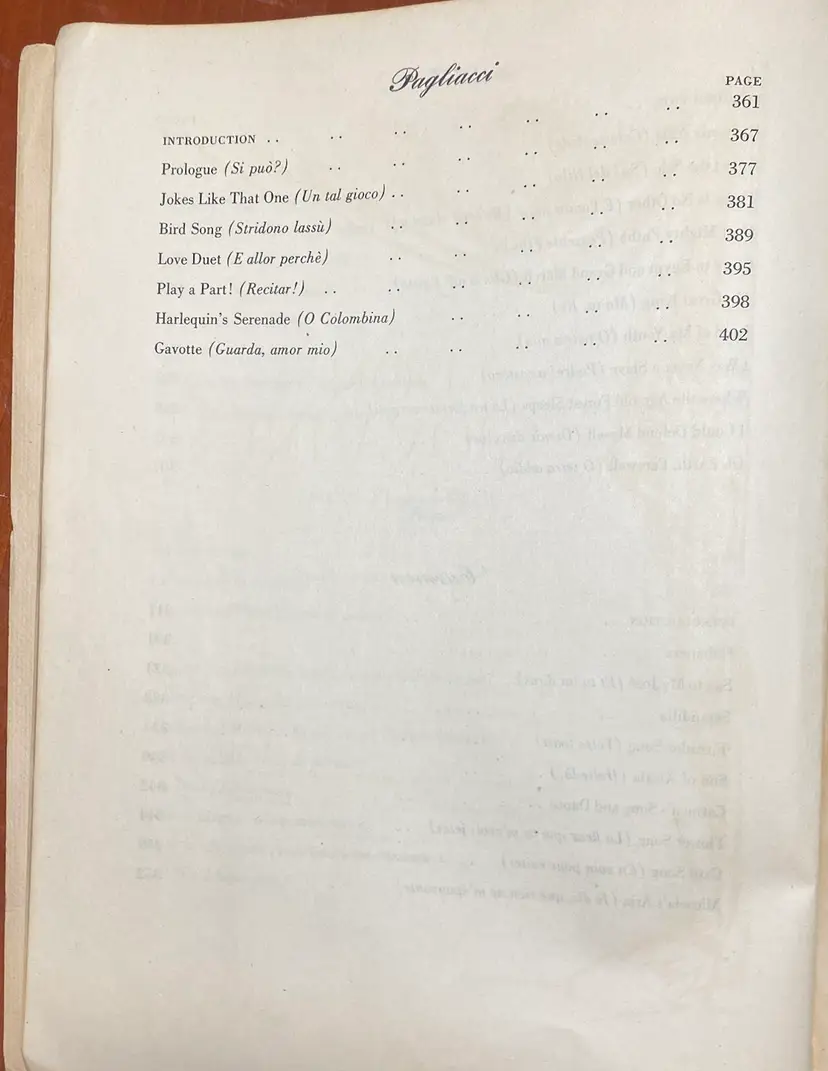 Pagliacci
PAGE
INTRODUCTION .. .. .. .. .. .. .. 361
Prologue (Si può?) .. .. .. .. .. .. 367
Jokes Like That One (Un tal gioco) .. .. .. .. .. 377
Bird Song (Stridono lassù) .. .. .. .. .. 381
Love Duet (E allor perchè) .. .. .. .. .. 389
Play a Part! (Recitar!) .. .. .. .. .. .. 395
Harlequin's Serenade (O Colombina) .. .. .. .. 398
Gavotte (Guarda, amor mio) .. .. .. .. .. 402